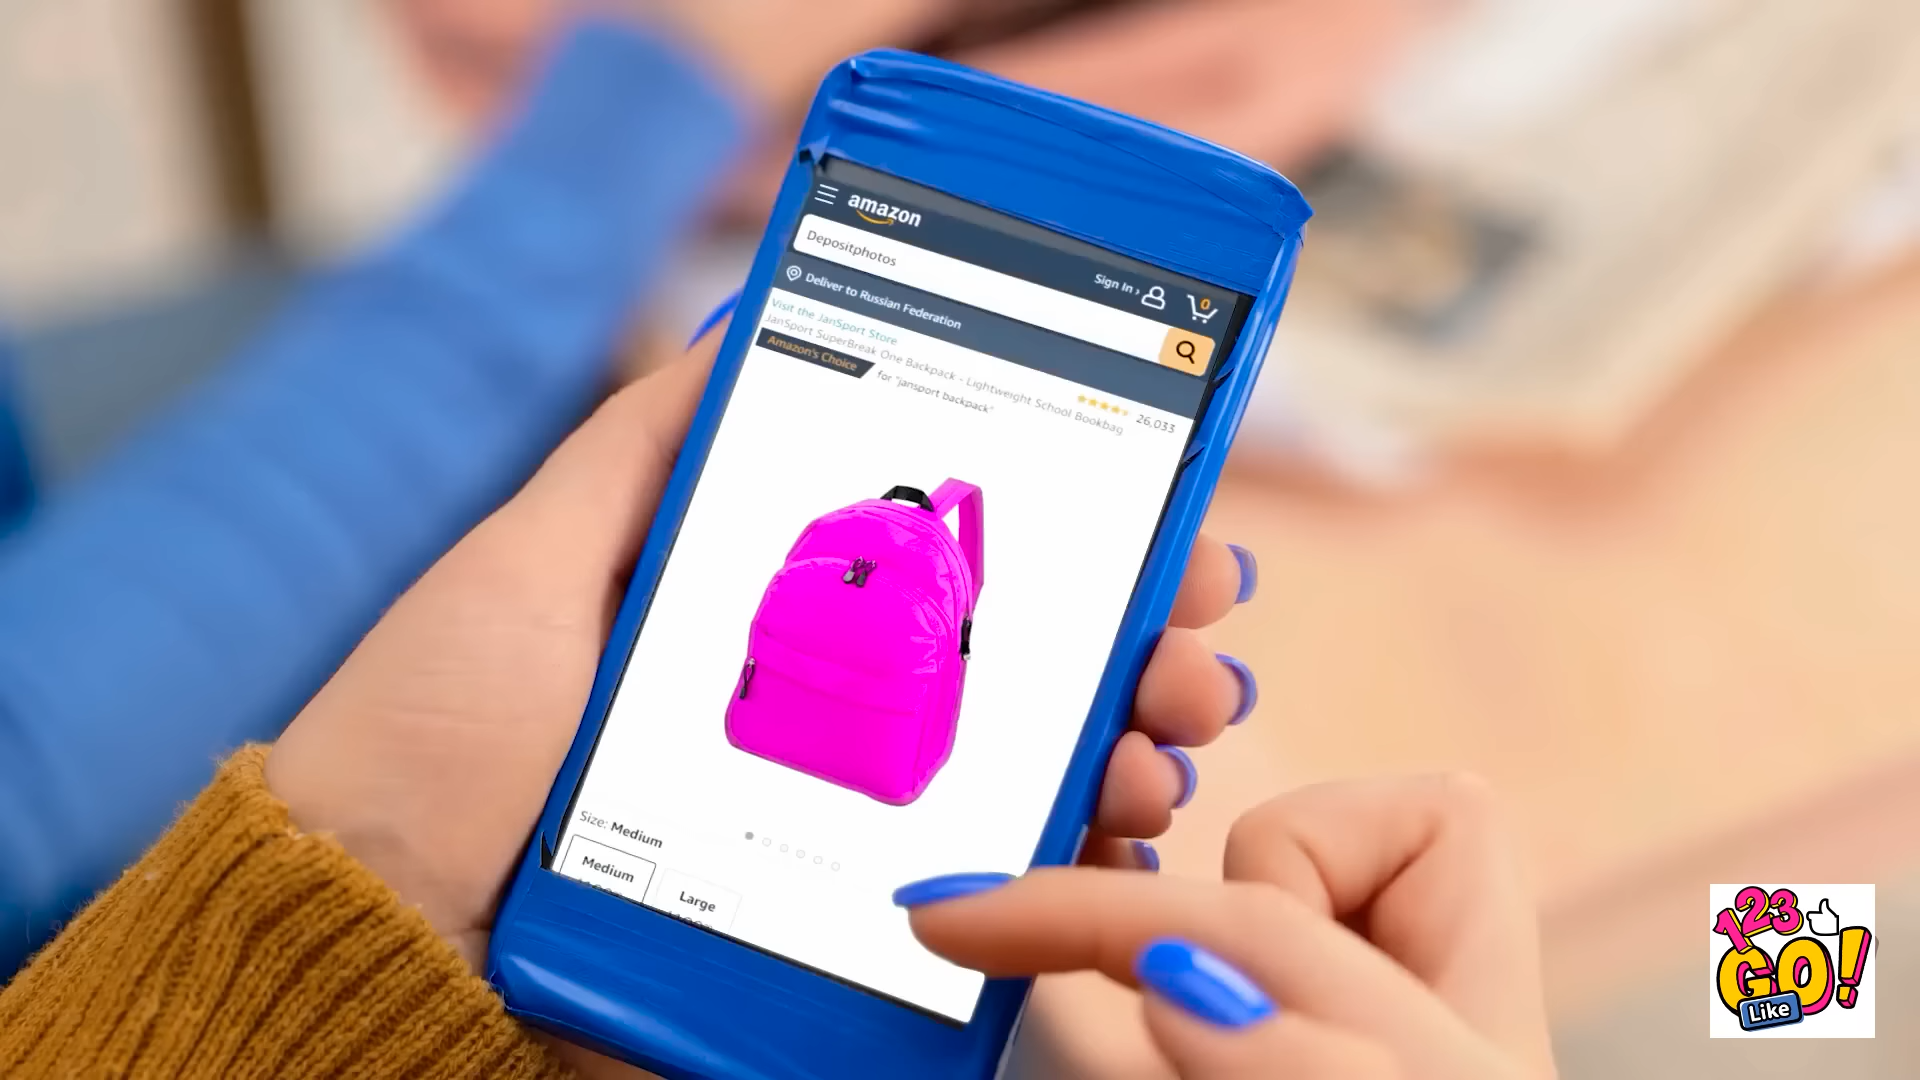 amazon
Sign In ›
0
Depositphotos
Deliver to Russian Federation
Visit the JanSport Store
26,033
JanSport SuperBreak One Backpack - Lightweight School Bookbag
Amazon's Choice
for "jansport backpack"
Size: Medium
Medium
Large
123
GO!
Like